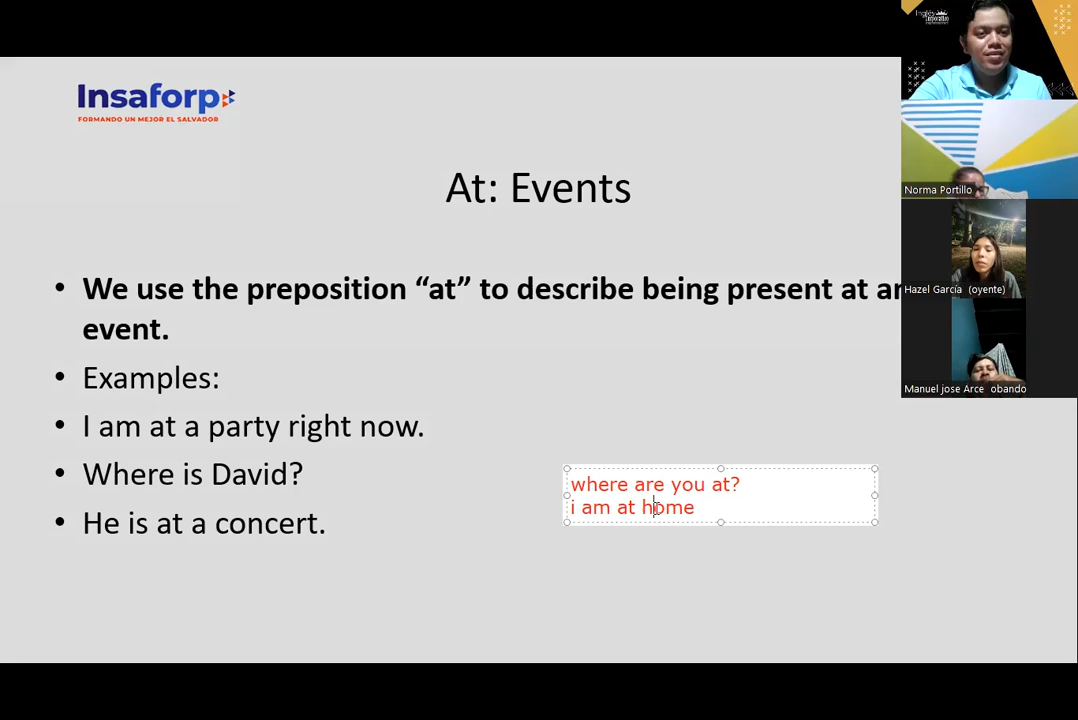 Insaforp
FORMANDO UN MEJOR EL SALVADOR
At: Events
• We use the preposition “at” to describe being present at an
event.
• Examples:
• I am at a party right now.
• Where is David?
• He is at a concert.
where are you at?
i am at home
Inglés
Norma Portillo
Hazel García (oyente)
Manuel jose Arce obando